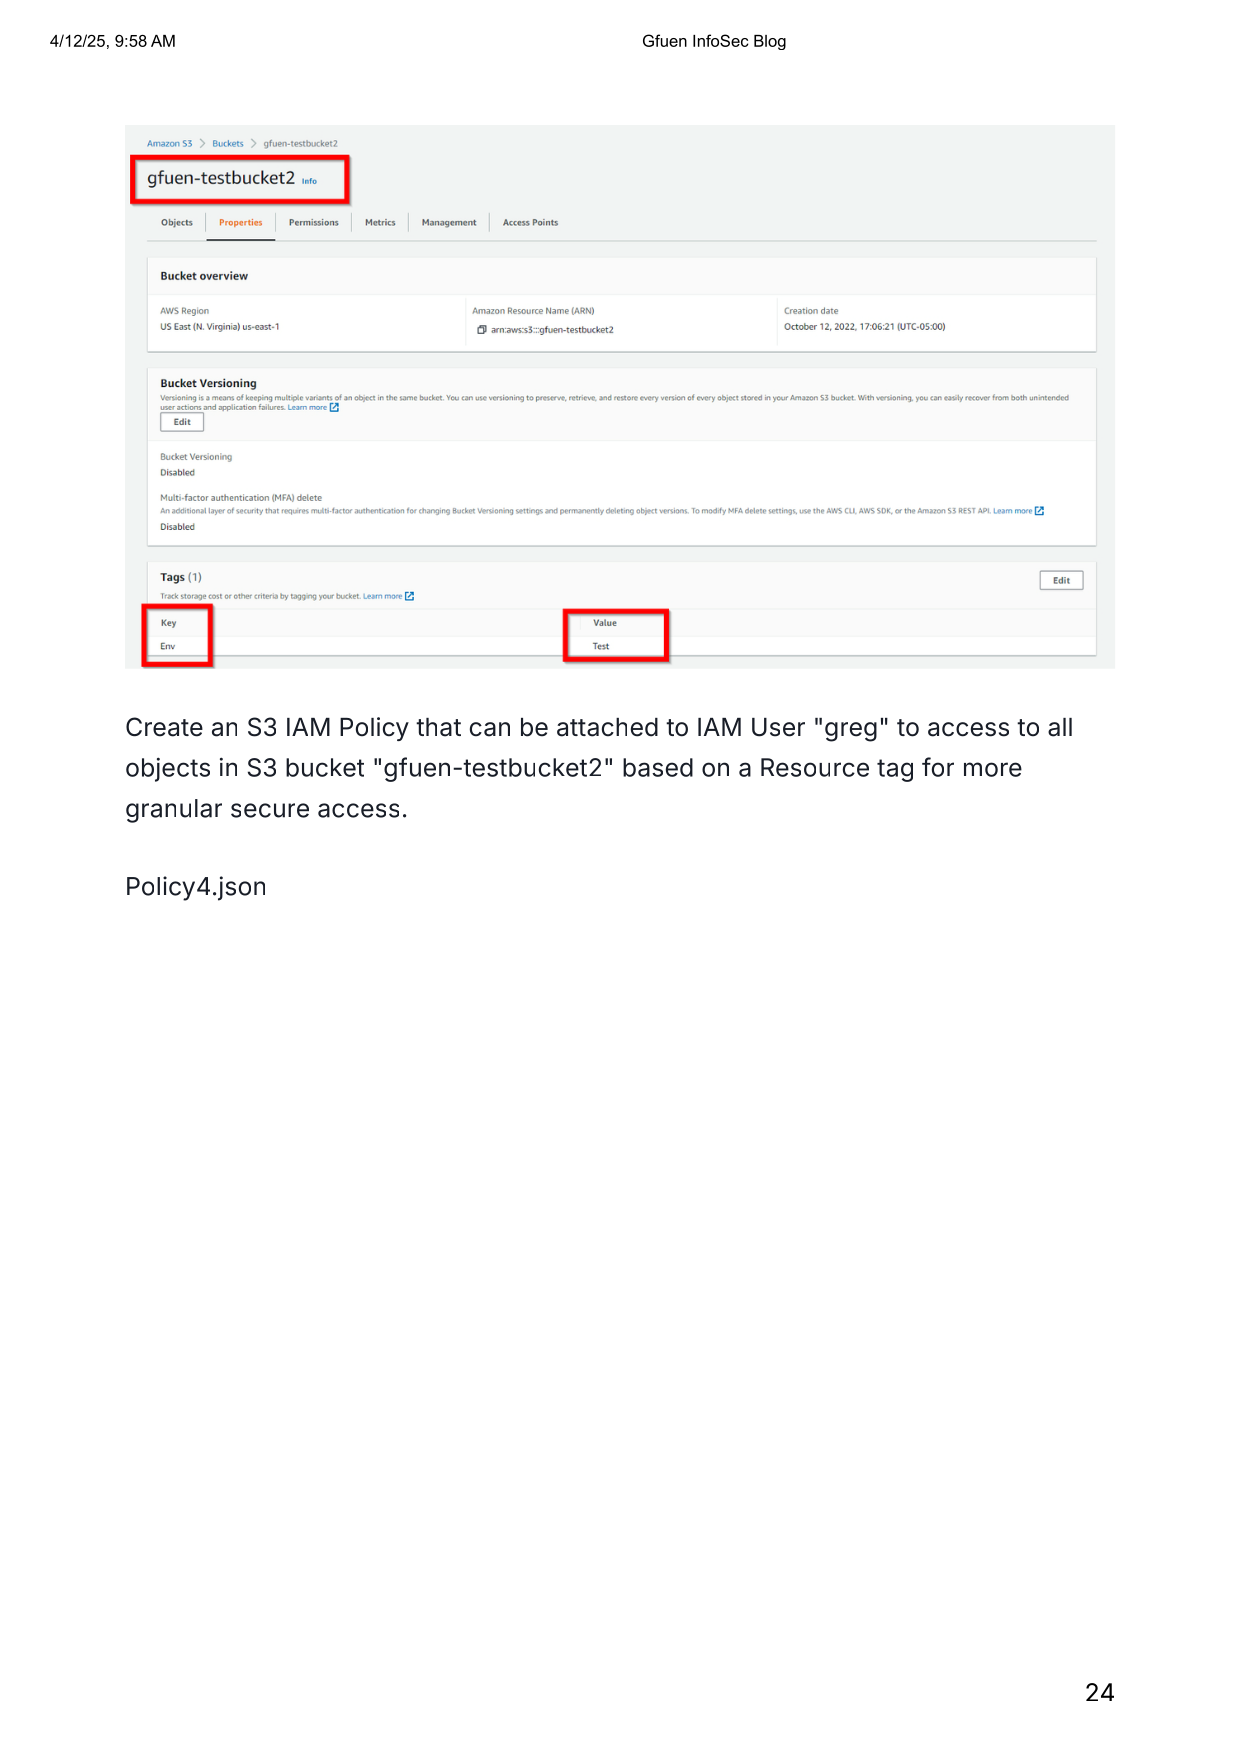 4/12/25, 9:58 AM
Gfuen InfoSec Blog
Amazon S3 > Buckets > gfuen-testbucket2
gfuen-testbucket2 Info
Objects Properties Permissions Metrics Management Access Points
Bucket overview
AWS Region
US East (N. Virginia) us-east-1
Amazon Resource Name (ARN)
arn:aws:s3:::gfuen-testbucket2
Creation date
October 12, 2022, 17:06:21 (UTC-05:00)
Bucket Versioning
Versioning is a means of keeping multiple variants of an object in the same bucket. You can use versioning to preserve, retrieve, and restore every version of every object stored in your Amazon S3 bucket. With versioning, you can easily recover from both unintended
user actions and application failures. Learn more
Edit
Bucket Versioning
Disabled
Multi-factor authentication (MFA) delete
An additional layer of security that requires multi-factor authentication for changing Bucket Versioning settings and permanently deleting object versions. To modify MFA delete settings, use the AWS CLI, AWS SDK, or the Amazon S3 REST API. Learn more
Disabled
Tags (1)
Edit
Track storage cost or other criteria by tagging your bucket. Learn more
Key Value
Env Test
Create an S3 IAM Policy that can be attached to IAM User "greg" to access to all
objects in S3 bucket "gfuen-testbucket2" based on a Resource tag for more
granular secure access.
Policy4.json
24